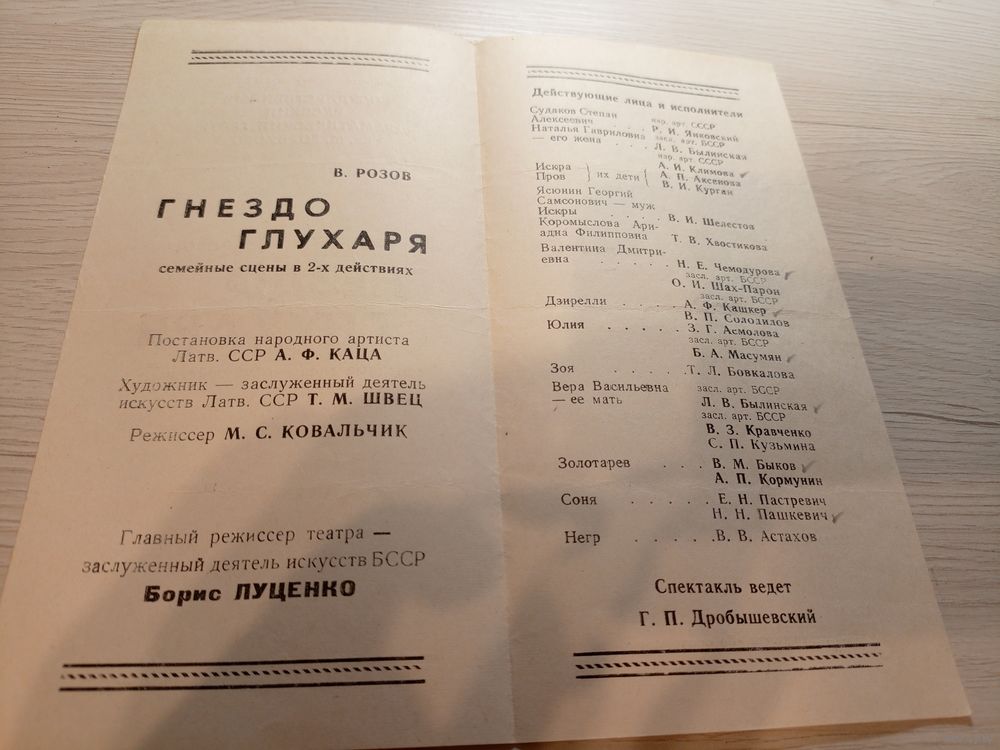 В. РОЗОВ
ГНЕЗДО
ГЛУХАРЯ
семейные сцены в 2-х действиях
Постановка народного артиста
Латв. ССР А. Ф. КАЦА
Художник — заслуженный деятель
искусств Латв. ССР Т. М. ШВЕЦ
Режиссер М. С. КОВАЛЬЧИК
Главный режиссер театра —
заслуженный деятель искусств БССР
Борис ЛУЦЕНКО
Действующие лица и исполнители
Судаков Степан нар. арт. СССР
Алексеевич . . Р. И. Янковский
засл. арт. БССР
Наталья Гавриловна
— его жена . . . Л. В. Былинская
нар. арт. СССР
Искра } их дети { А. И. Климова
Пров А. П. Аксенова
В. И. Курган
Ясюнин Георгий
Самсонович — муж
Искры . . . . В. И. Шелестов
Коромыслова Ари-
адна Филипповна Т. В. Хвостикова
Валентина Дмитри-
евна . . . . . Н. Е. Чемодурова
засл. арт. БССР
О. И. Шах-Парон
засл. арт. БССР
Дзирелли . . . . А. Ф. Кашкер
В. П. Солодилов
Юлия . . . . . З. Г. Асмолова
засл. арт. БССР
Б. А. Масумян
Зоя . . . . . Т. Л. Бовкалова
Вера Васильевна засл. арт. БССР
— ее мать Л. В. Былинская
засл. арт. БССР
В. З. Кравченко
С. П. Кузьмина
Золотарев . . . В. М. Быков
А. П. Кормунин
Соня . . . . . Е. Н. Пастревич
Н. Н. Пашкевич
Негр . . . . . В. В. Астахов
Спектакль ведет
Г. П. Дробышевский